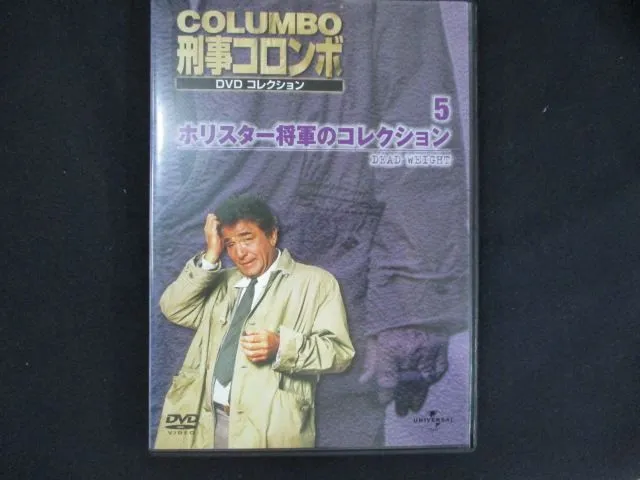 COLUMBO
刑事コロンボ
DVD コレクション
5
ホリスター将軍のコレクション
DEAD WEIGHT
DVD
VIDEO
UNIVERSAL